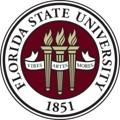 FLORIDA STATE UNIVERSITY
VIRES ARTES MORES
1851